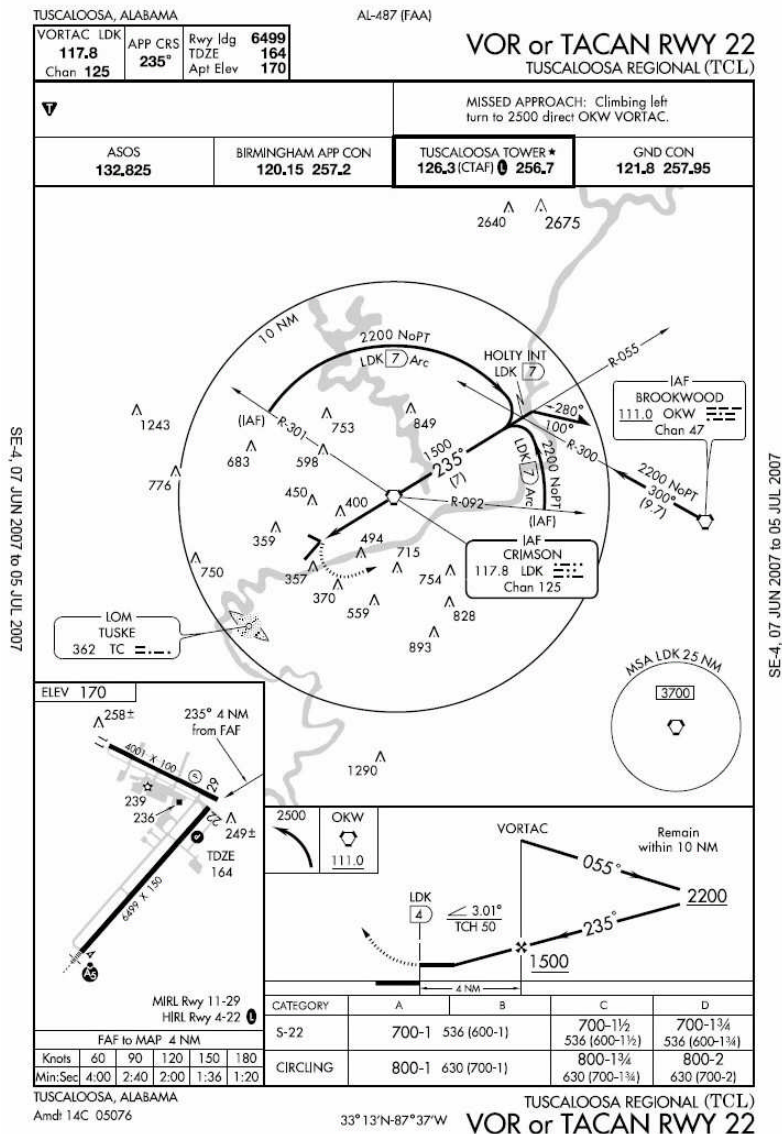 TUSCALOOSA, ALABAMA
AL-487 (FAA)
VORTAC LDK
117.8
Chan 125
APP CRS
235°
Rwy ldg 6499
TDZE 164
Apt Elev 170
VOR or TACAN RWY 22
TUSCALOOSA REGIONAL (TCL)
T
MISSED APPROACH: Climbing left
turn to 2500 direct OKW VORTAC.
ASOS
132.825
BIRMINGHAM APP CON
120.15 257.2
TUSCALOOSA TOWER★
126.3 (CTAF) L 256.7
GND CON
121.8 257.95
2640
2675
10 NM
2200 NoPT
LDK 7 Arc
HOLTY INT
LDK 7
R-055
IAF
BROOKWOOD
111.0 OKW
Chan 47
(IAF)
R-301
1243
753
849
280°
100°
R-300
683
598
1500
235°
(7)
LDK 7 Arc
2200 NoPT
2200 NoPT
300°
(9.7)
776
450
400
R-092
(IAF)
359
494
715
IAF
CRIMSON
117.8 LDK
Chan 125
750
357
370
559
754
828
893
LOM
TUSKE
362 TC
MSA LDK 25 NM
3700
1290
SE-4, 07 JUN 2007 to 05 JUL 2007
SE-4, 07 JUN 2007 to 05 JUL 2007
ELEV 170
258±
235° 4 NM
from FAF
11
4001 X 100
29
239
236
22
249±
TDZE
164
6499 X 150
4
A5
MIRL Rwy 11-29
HIRL Rwy 4-22 L
FAF to MAP 4 NM
Knots 60 90 120 150 180
Min:Sec 4:00 2:40 2:00 1:36 1:20
2500
OKW
111.0
VORTAC
Remain
within 10 NM
055°
2200
235°
1500
LDK
4
3.01°
TCH 50
4 NM
CATEGORY A B C D
S-22 700-1 536 (600-1) 700-1½ 536 (600-1½) 700-1¾ 536 (600-1¾)
CIRCLING 800-1 630 (700-1) 800-1¾ 630 (700-1¾) 800-2 630 (700-2)
TUSCALOOSA, ALABAMA
Amdt 14C 05076
33°13'N-87°37'W
TUSCALOOSA REGIONAL (TCL)
VOR or TACAN RWY 22